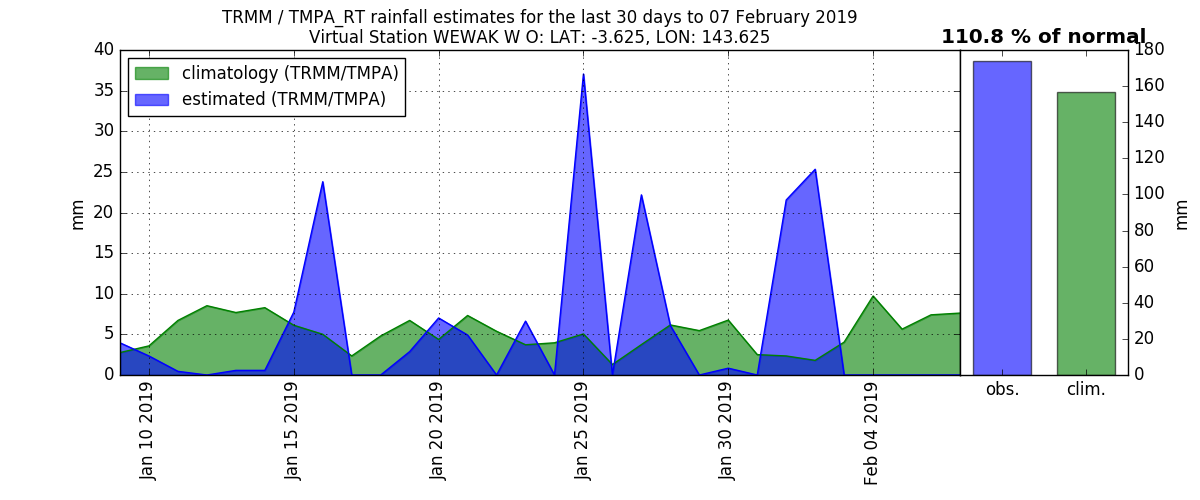 TRMM / TMPA_RT rainfall estimates for the last 30 days to 07 February 2019
Virtual Station WEWAK W O: LAT: -3.625, LON: 143.625
110.8 % of normal
climatology (TRMM/TMPA)
estimated (TRMM/TMPA)
40
35
30
25
20
15
10
5
0
mm
Jan 10 2019
Jan 15 2019
Jan 20 2019
Jan 25 2019
Jan 30 2019
Feb 04 2019
180
160
140
120
100
80
60
40
20
0
mm
obs.
clim.